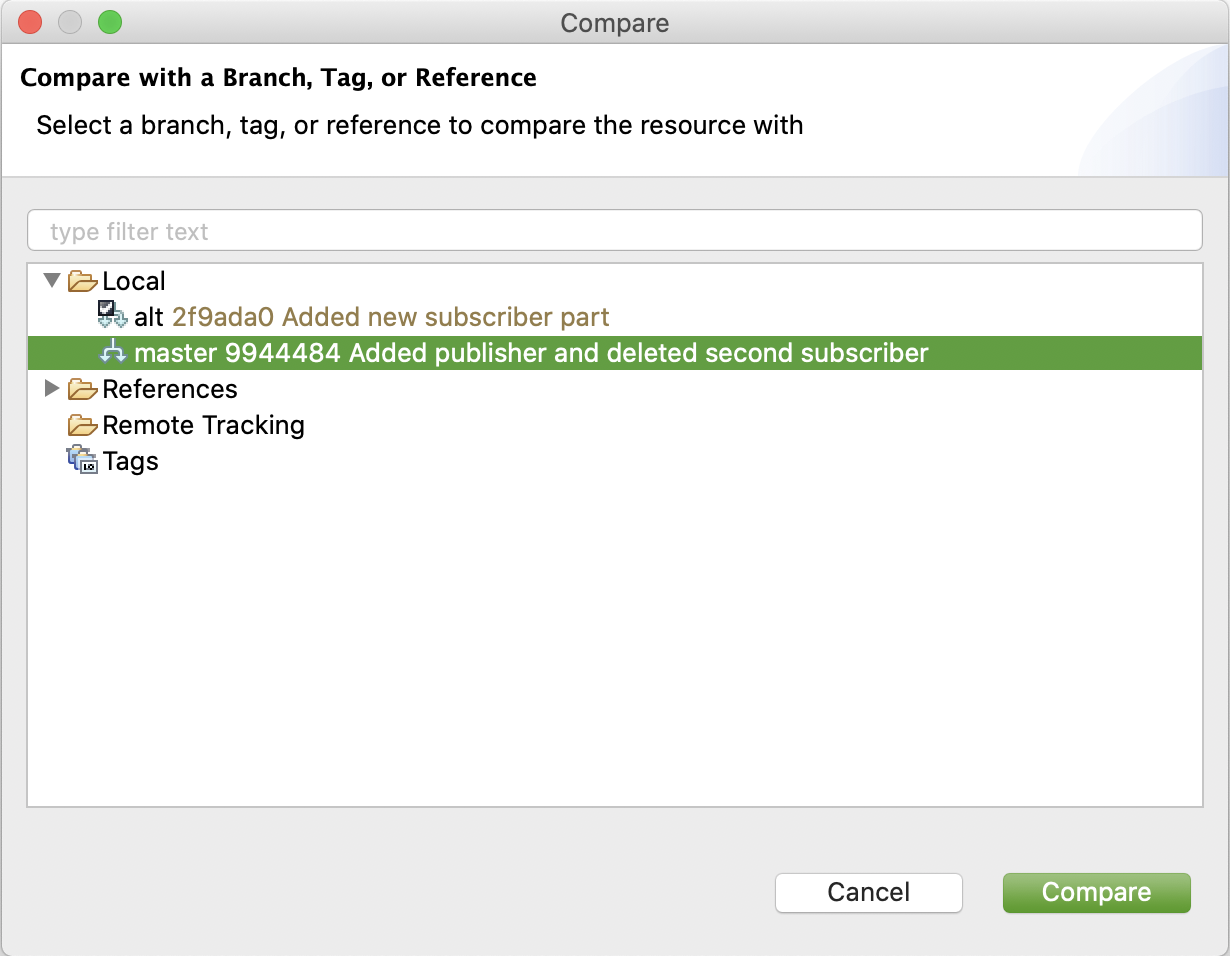 Compare
Compare with a Branch, Tag, or Reference
Select a branch, tag, or reference to compare the resource with
type filter text
Local
alt 2f9ada0 Added new subscriber part
master 9944484 Added publisher and deleted second subscriber
References
Remote Tracking
Tags
Cancel
Compare